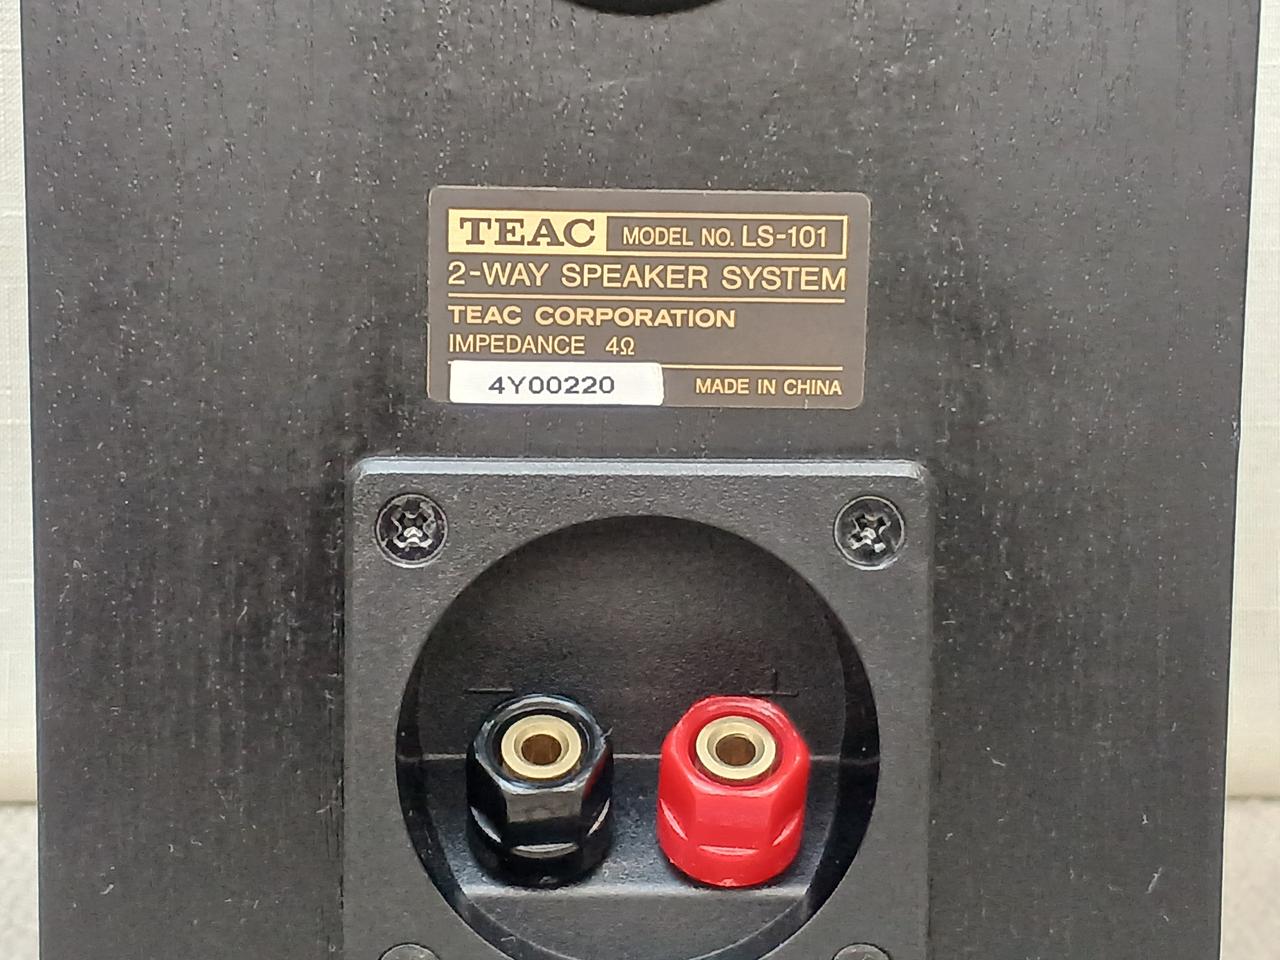 TEAC MODEL NO. LS-101
2-WAY SPEAKER SYSTEM
TEAC CORPORATION
IMPEDANCE 4Ω
4Y00220 MADE IN CHINA